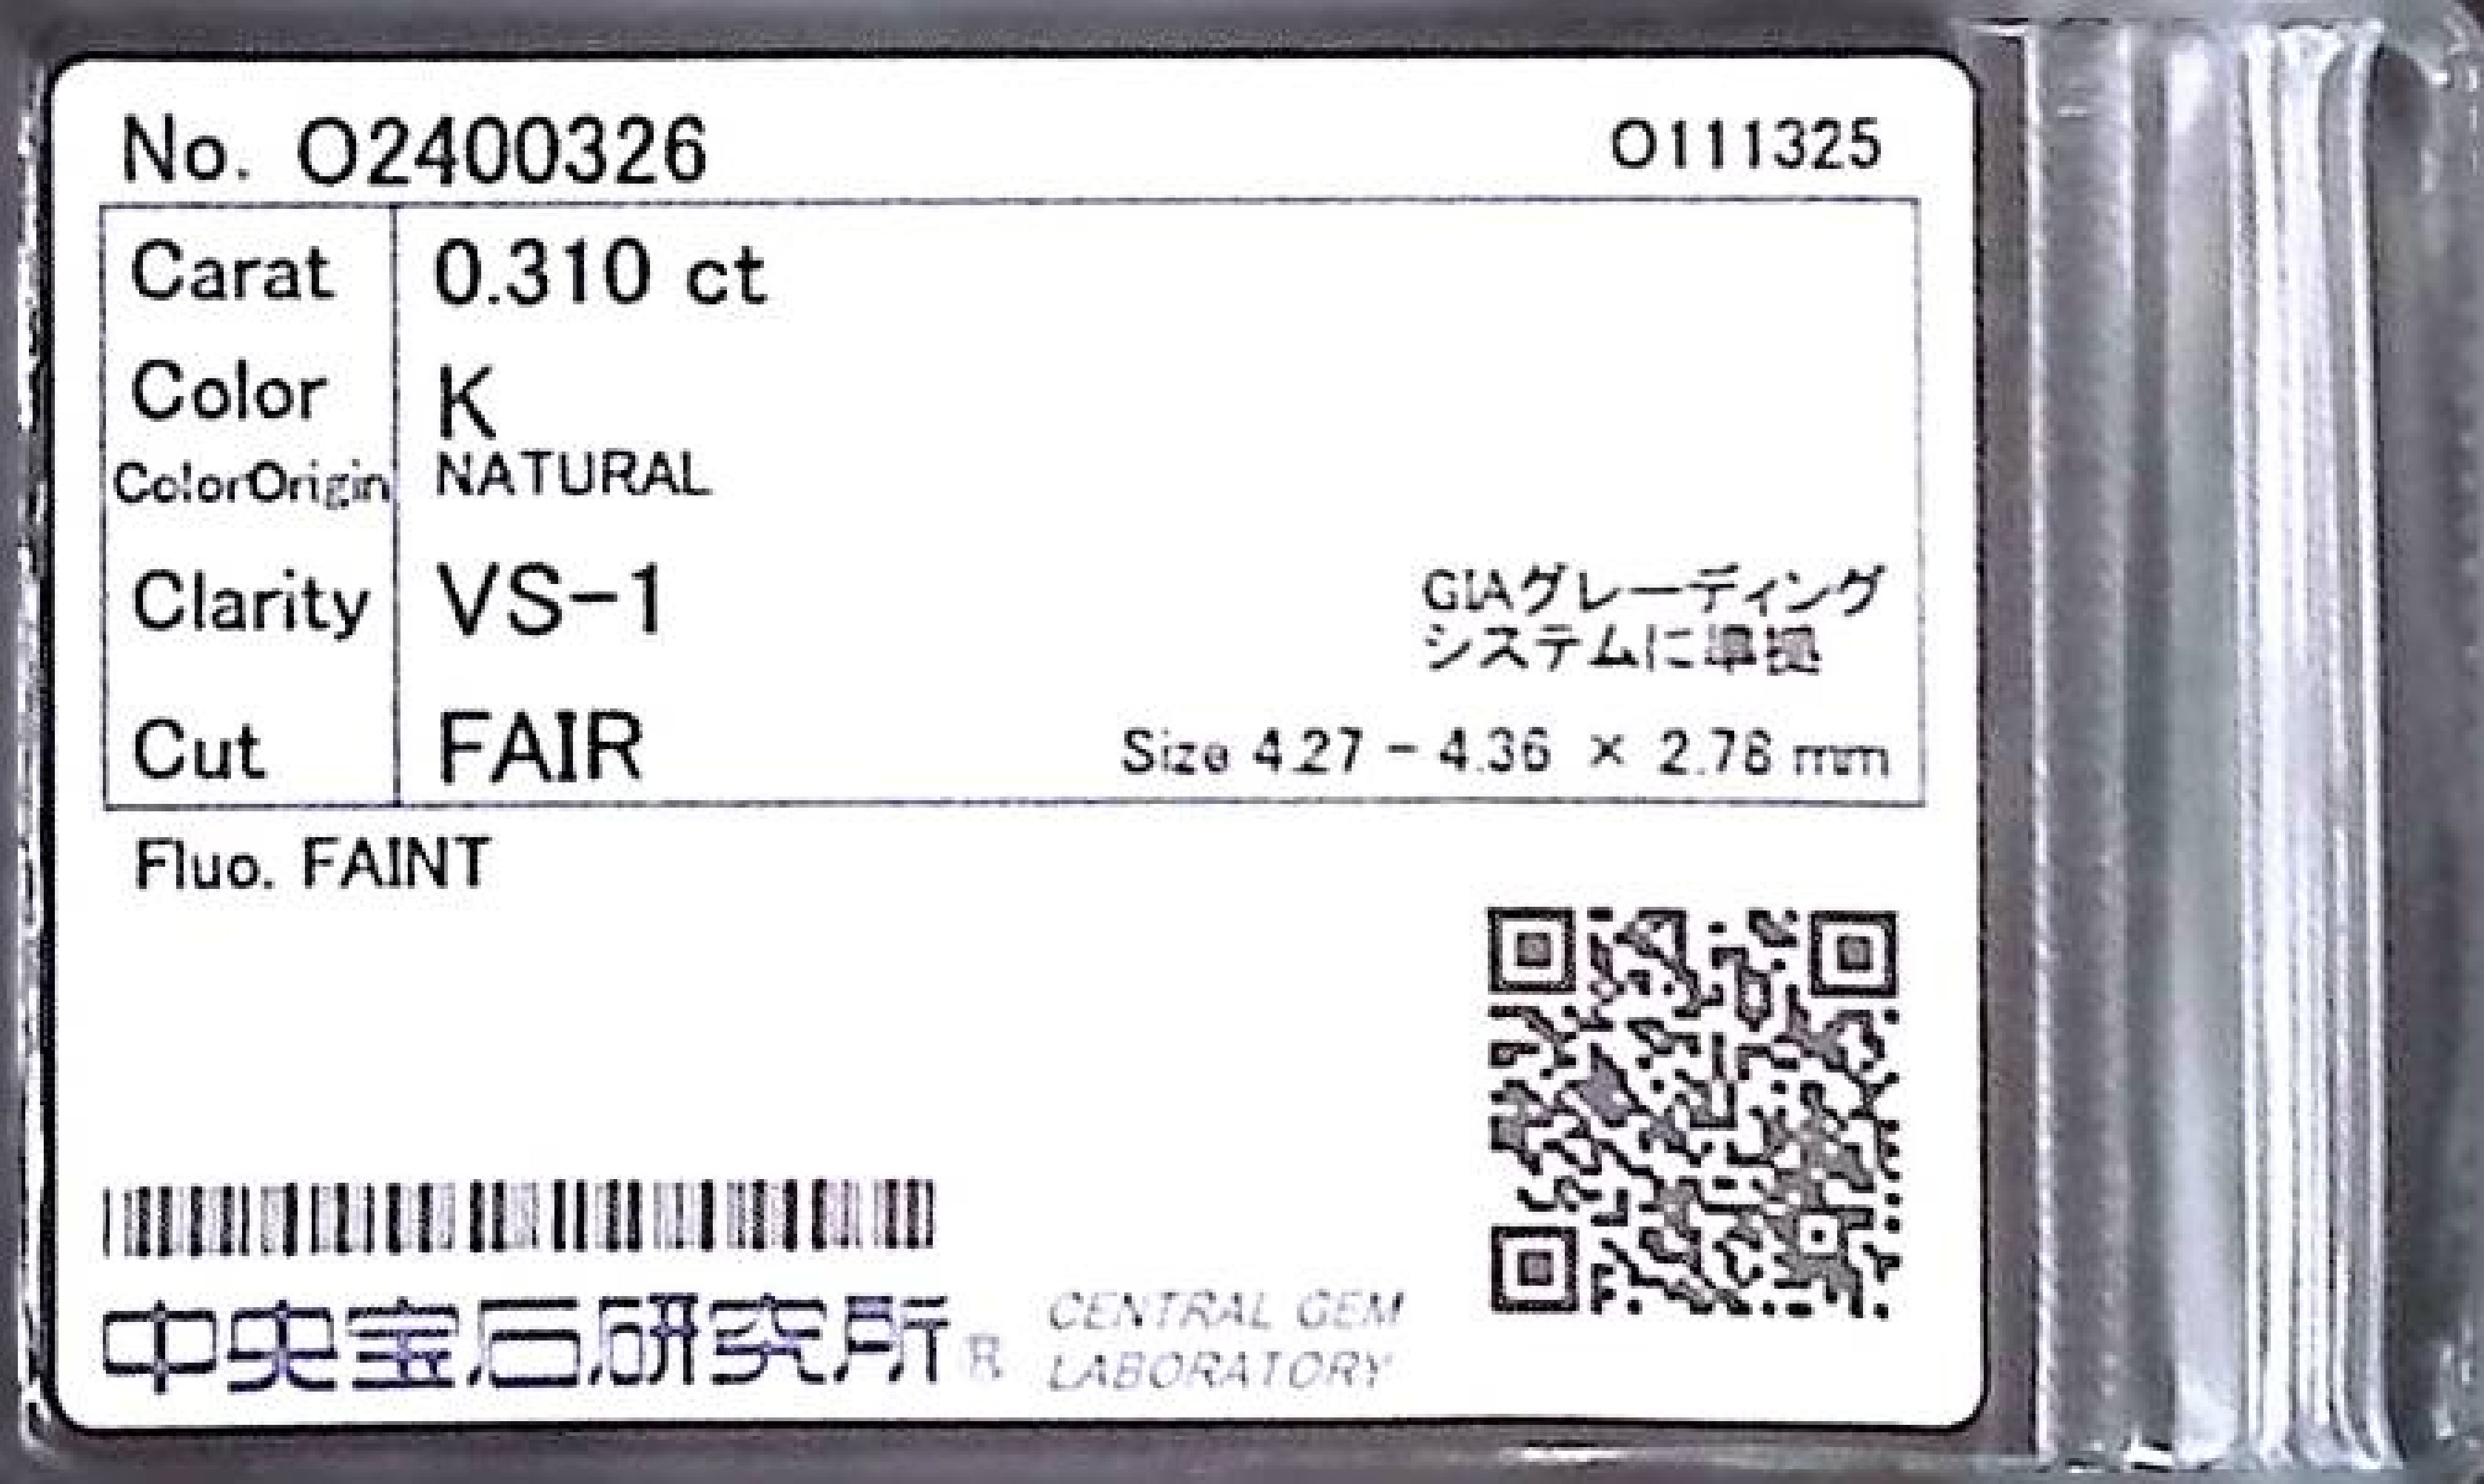 No. O2400326
O111325
Carat 0.310 ct
Color K
ColorOrigin NATURAL
Clarity VS-1
GIAグレーディング
システムに準拠
Cut FAIR
Size 4.27 - 4.36 × 2.78 mm
Fluo. FAINT
中央宝石研究所®
CENTRAL GEM
LABORATORY